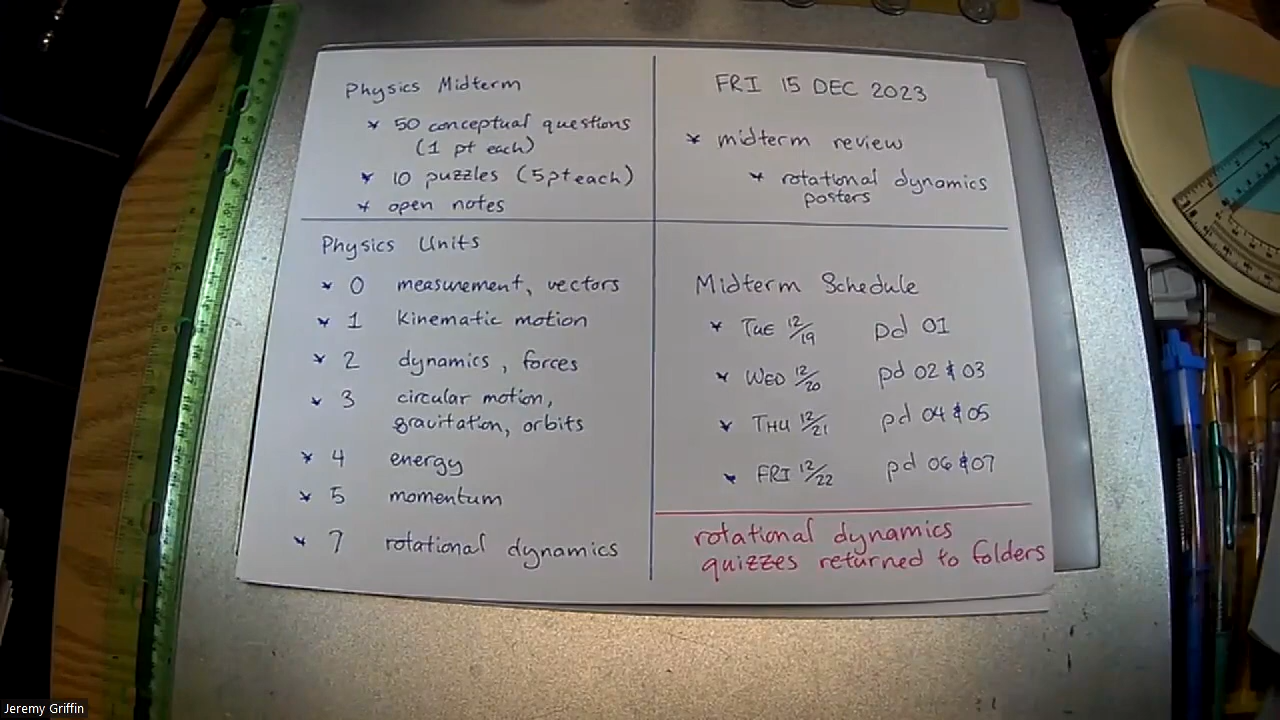 Physics Midterm
* 50 conceptual questions
(1 pt each)
* 10 puzzles (5pt each)
* open notes
FRI 15 DEC 2023
* midterm review
* rotational dynamics
posters
Physics Units
* 0 measurement, vectors
* 1 kinematic motion
* 2 dynamics, forces
* 3 circular motion,
gravitation, orbits
* 4 energy
* 5 momentum
* 7 rotational dynamics
Midterm Schedule
* TUE 12/19 pd 01
* WED 12/20 pd 02 & 03
* THU 12/21 pd 04 & 05
* FRI 12/22 pd 06 & 07
rotational dynamics
quizzes returned to folders
Jeremy Griffin